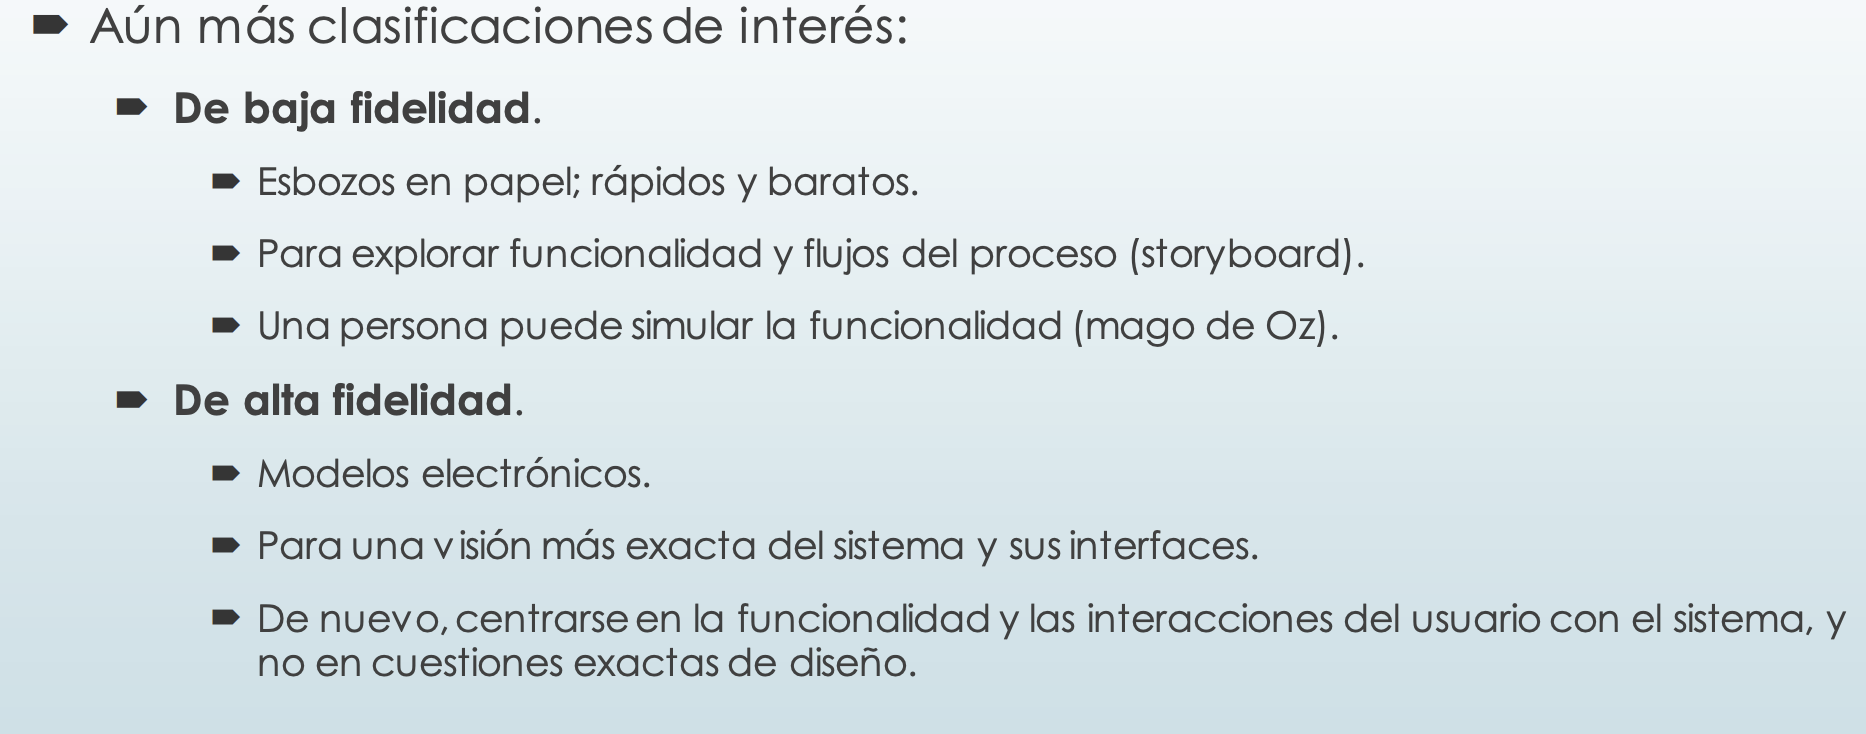 Aún más clasificaciones de interés:
De baja fidelidad.
Esbozos en papel; rápidos y baratos.
Para explorar funcionalidad y flujos del proceso (storyboard).
Una persona puede simular la funcionalidad (mago de Oz).
De alta fidelidad.
Modelos electrónicos.
Para una visión más exacta del sistema y sus interfaces.
De nuevo, centrarse en la funcionalidad y las interacciones del usuario con el sistema, y
no en cuestiones exactas de diseño.